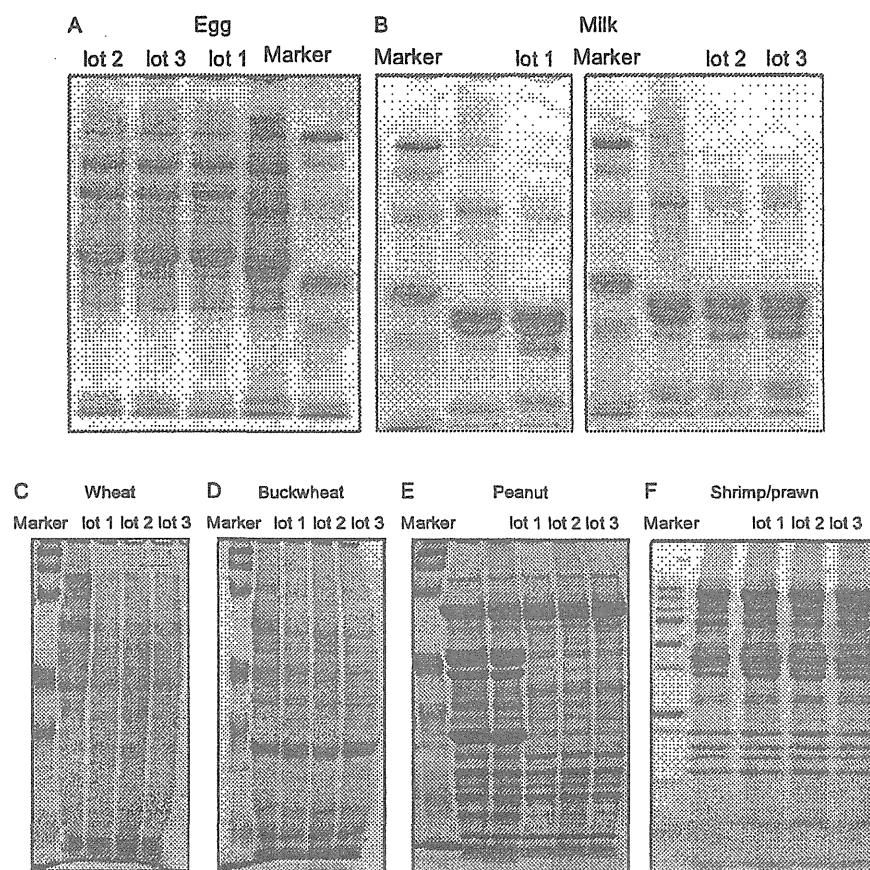 A Egg B Milk
lot 2 lot 3 lot 1 Marker Marker lot 1 Marker lot 2 lot 3
C Wheat D Buckwheat E Peanut F Shrimp/prawn
Marker lot 1 lot 2 lot 3 Marker lot 1 lot 2 lot 3 Marker lot 1 lot 2 lot 3 Marker lot 1 lot 2 lot 3